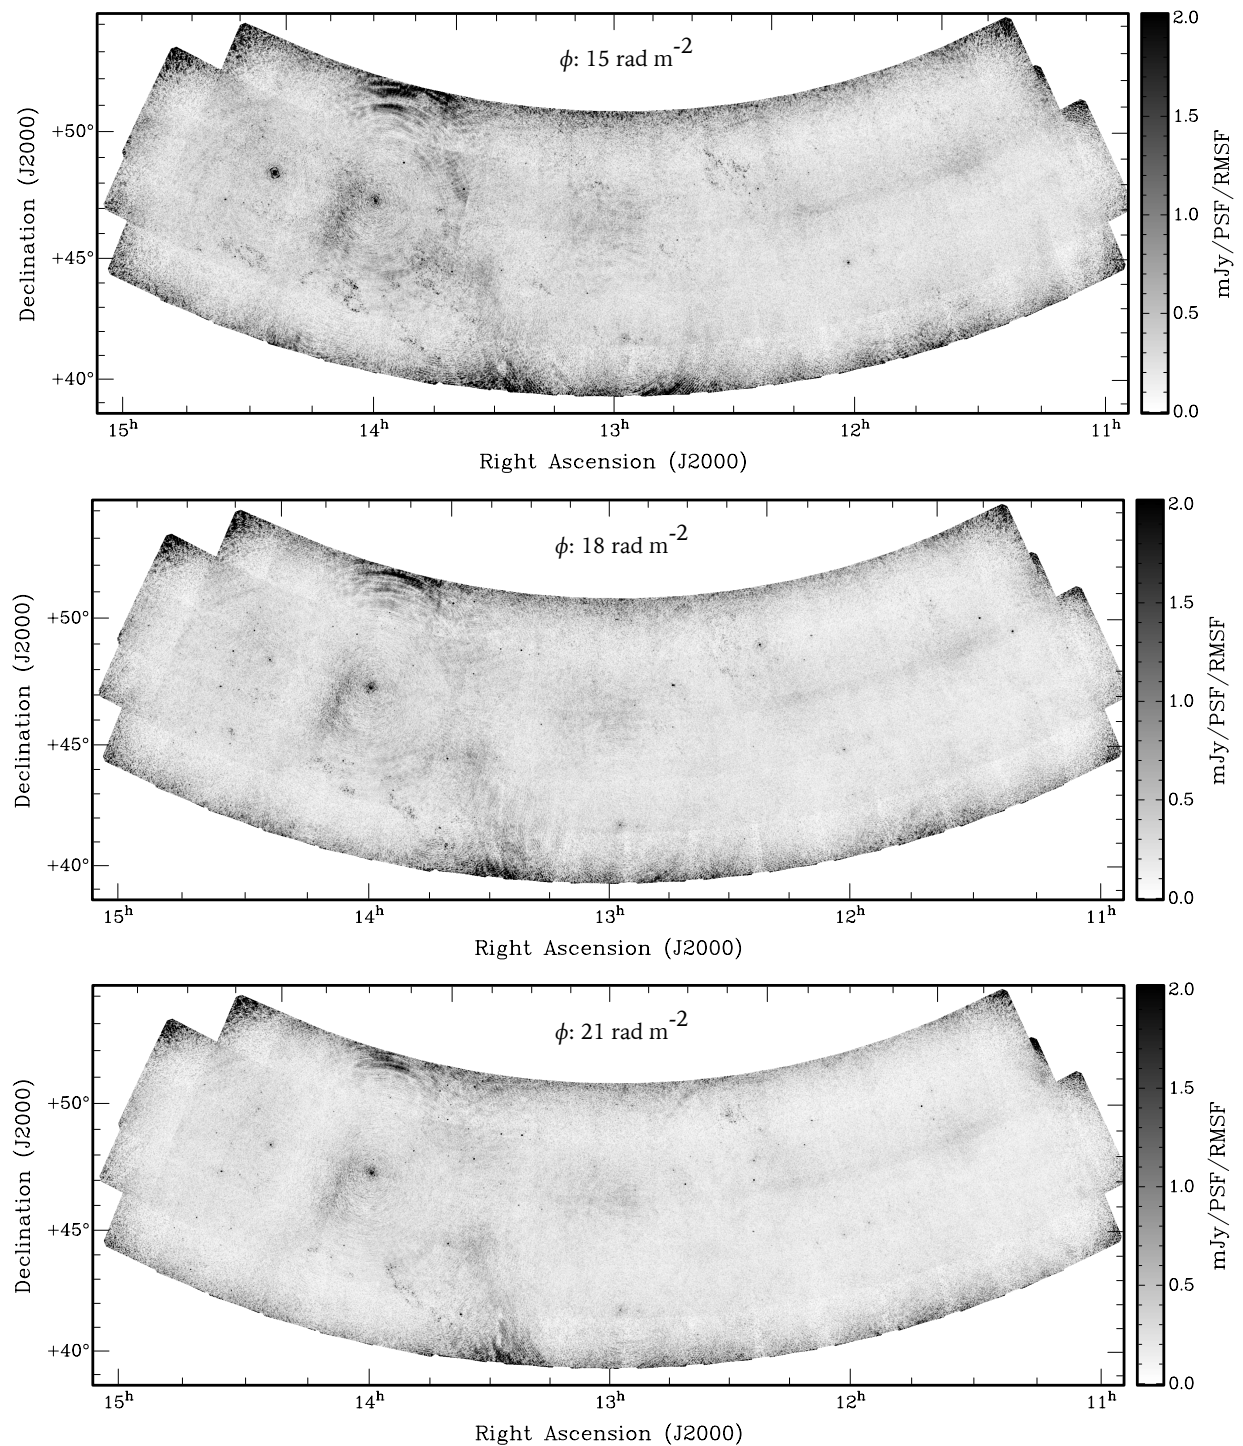 ϕ: 15 rad m-2
2.0
1.5
1.0
0.5
0.0
mJy/PSF/RMSF
Declination (J2000)
+50°
+45°
+40°
15h 14h 13h 12h 11h
Right Ascension (J2000)
ϕ: 18 rad m-2
2.0
1.5
1.0
0.5
0.0
mJy/PSF/RMSF
Declination (J2000)
+50°
+45°
+40°
15h 14h 13h 12h 11h
Right Ascension (J2000)
ϕ: 21 rad m-2
2.0
1.5
1.0
0.5
0.0
mJy/PSF/RMSF
Declination (J2000)
+50°
+45°
+40°
15h 14h 13h 12h 11h
Right Ascension (J2000)